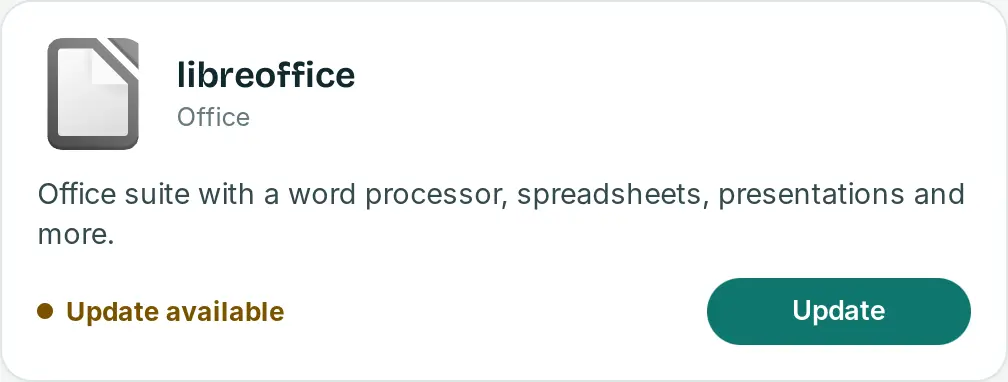 libreoffice
Office
Office suite with a word processor, spreadsheets, presentations and
more.
Update available
Update